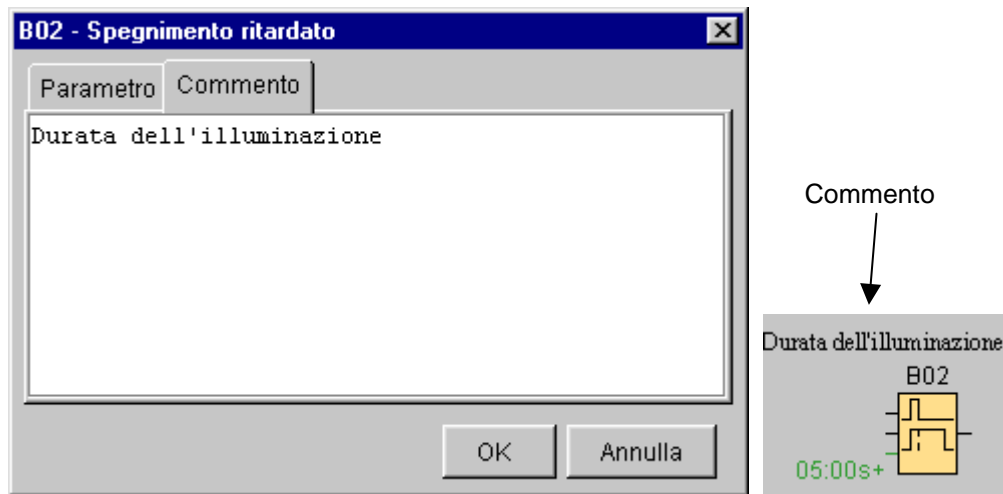 B02 - Spegnimento ritardato
Parametro
Commento
Durata dell'illuminazione
OK
Annulla
Commento
Durata dell'illuminazione
B02
05:00s+